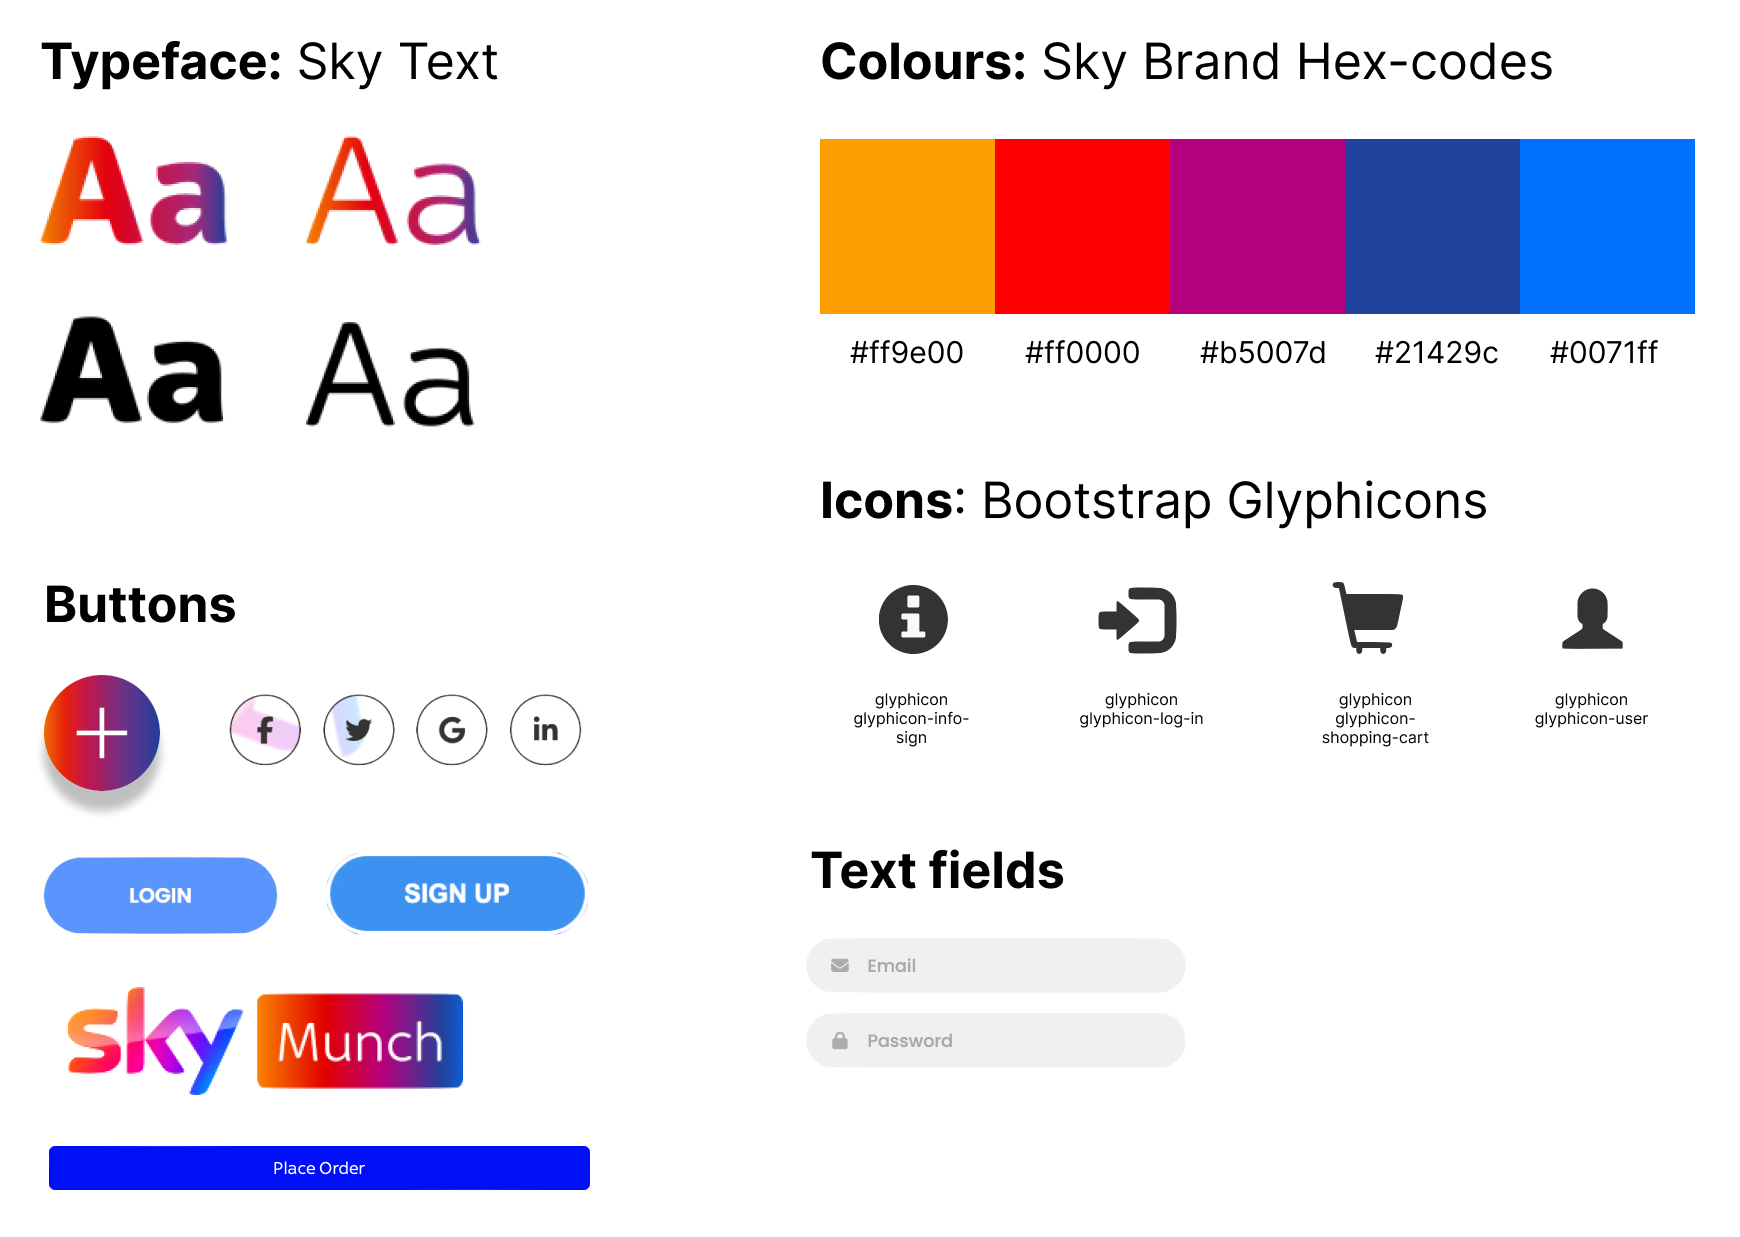 Typeface: Sky Text
Aa Aa
Aa Aa
Buttons
f G in
LOGIN SIGN UP
sky Munch
Place Order
Colours: Sky Brand Hex-codes
#ff9e00 #ff0000 #b5007d #21429c #0071ff
Icons: Bootstrap Glyphicons
i
glyphicon
glyphicon-info-
sign
glyphicon
glyphicon-log-in
glyphicon
glyphicon-
shopping-cart
glyphicon
glyphicon-user
Text fields
Email
Password